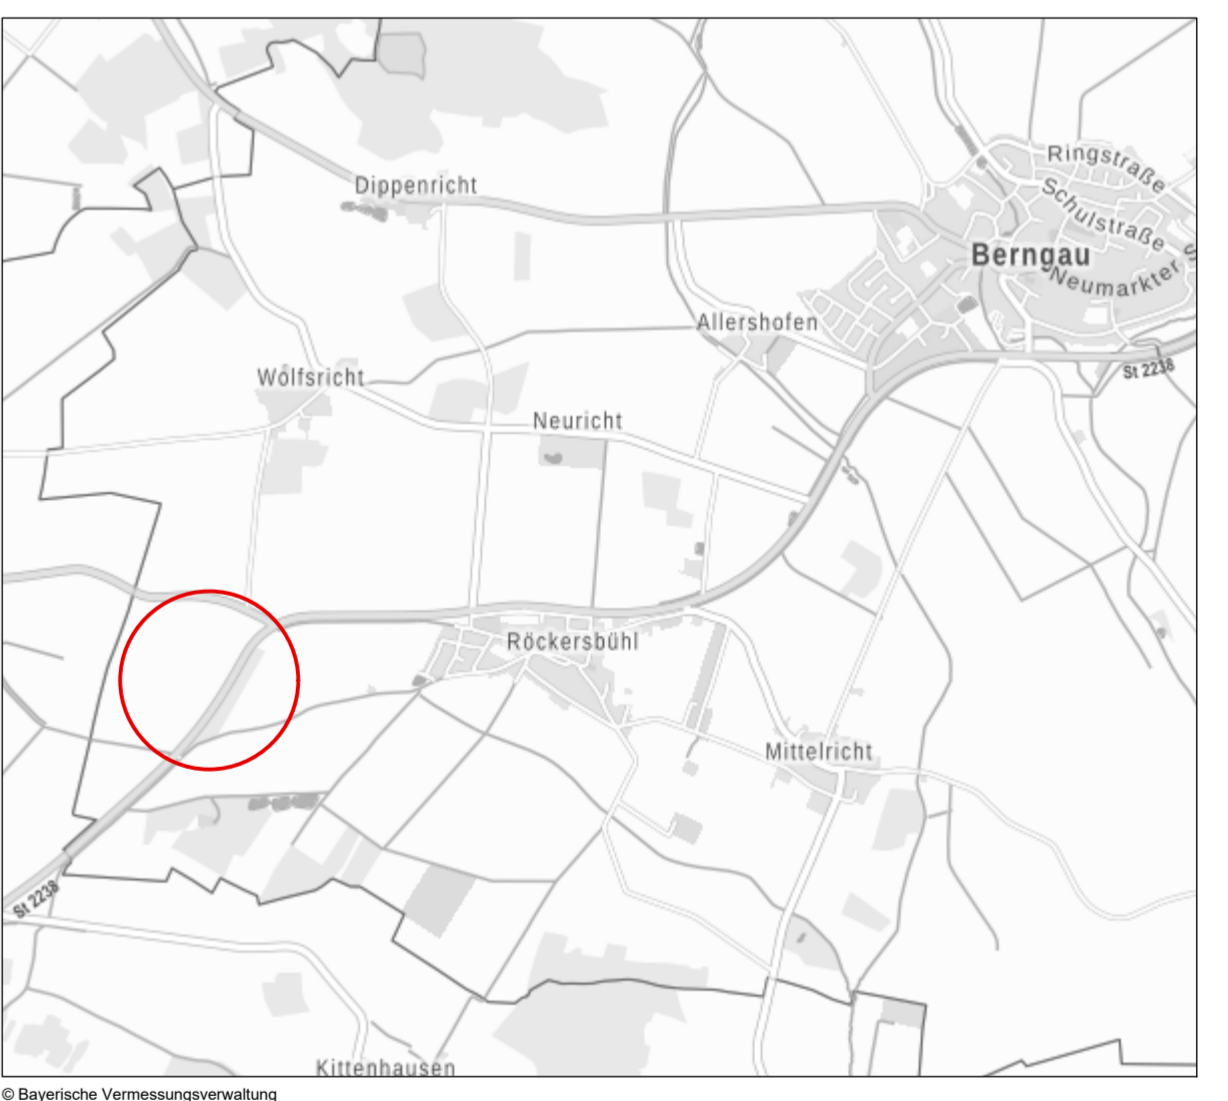 Ringstraße
Dippenricht
Schulstraße
Berngau
Neumarkter S
Allershofen
St 2238
Wolfsricht
Neuricht
Röckersbühl
Mittelricht
St 2238
Kittenhausen
© Bayerische Vermessungsverwaltung